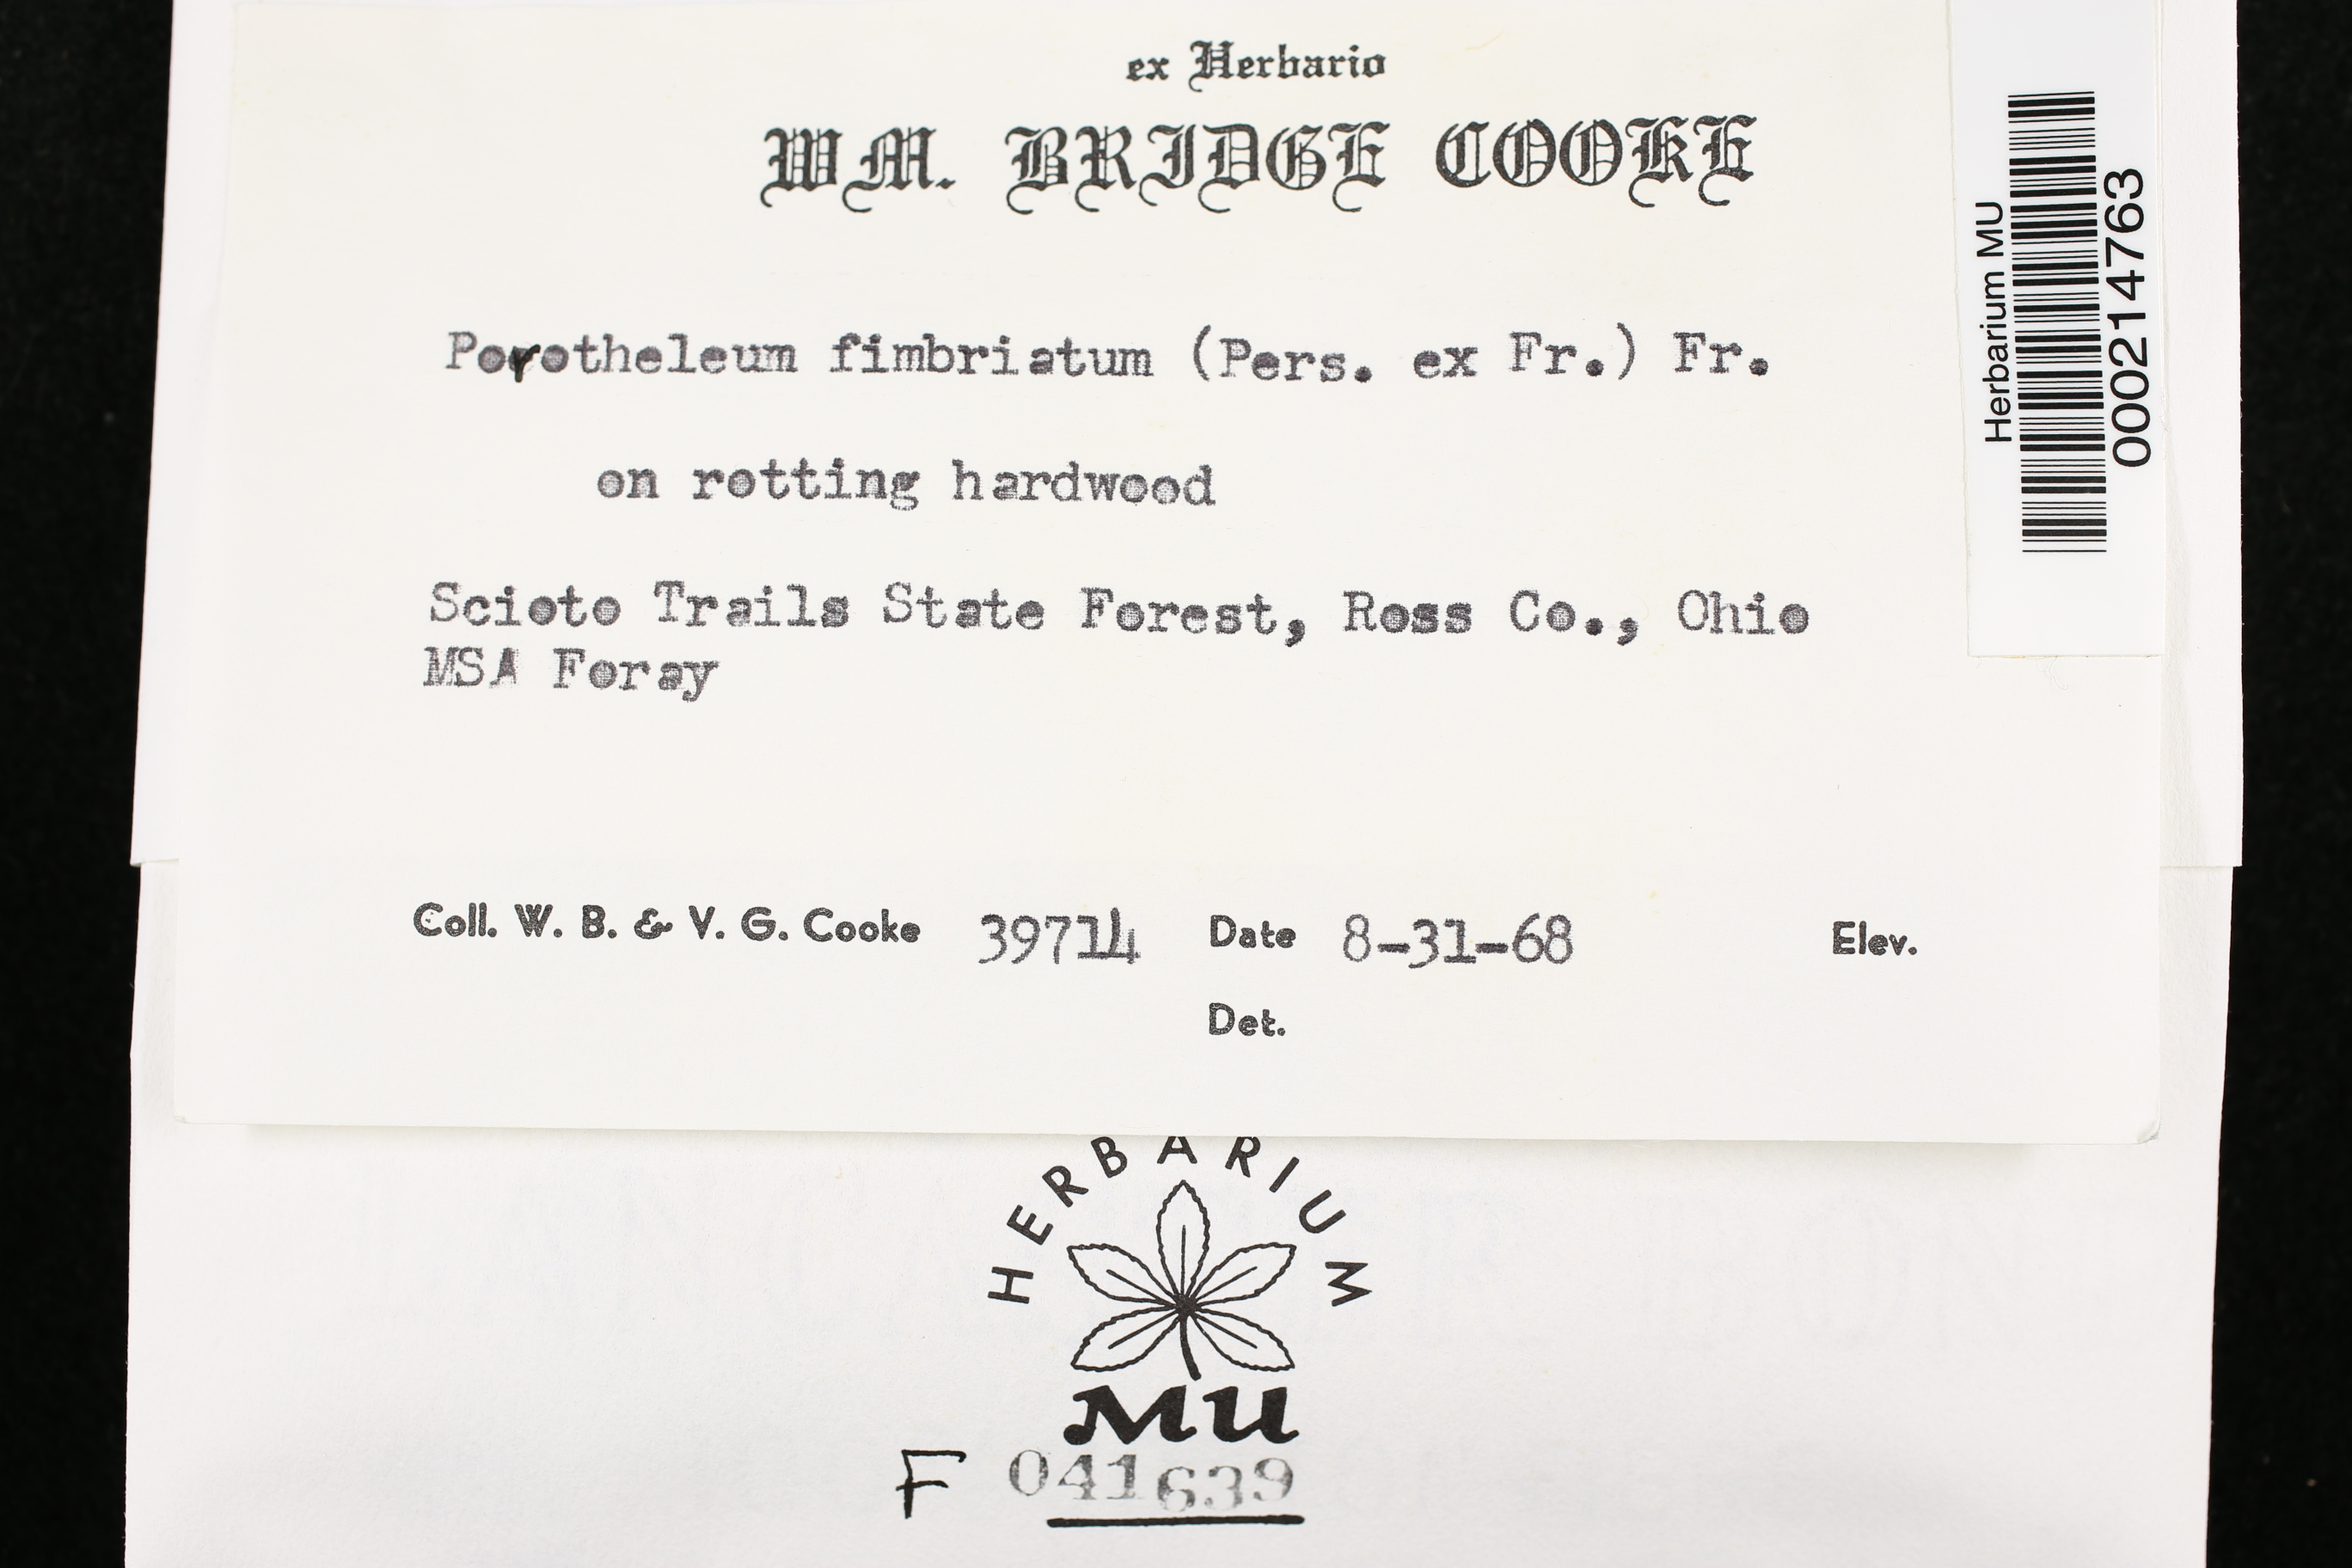 ex Herbario
WM. BRIDGE COOKE
Porotheleum fimbriatum (Pers. ex Fr.) Fr.
on rotting hardwood
Scioto Trails State Forest, Ross Co., Ohio
MSA Foray
Coll. W. B. & V. G. Cooke 39714 Date 8-31-68 Elev.
Det.
Herbarium MU
000214763
HERBARIUM
MU
F 041639